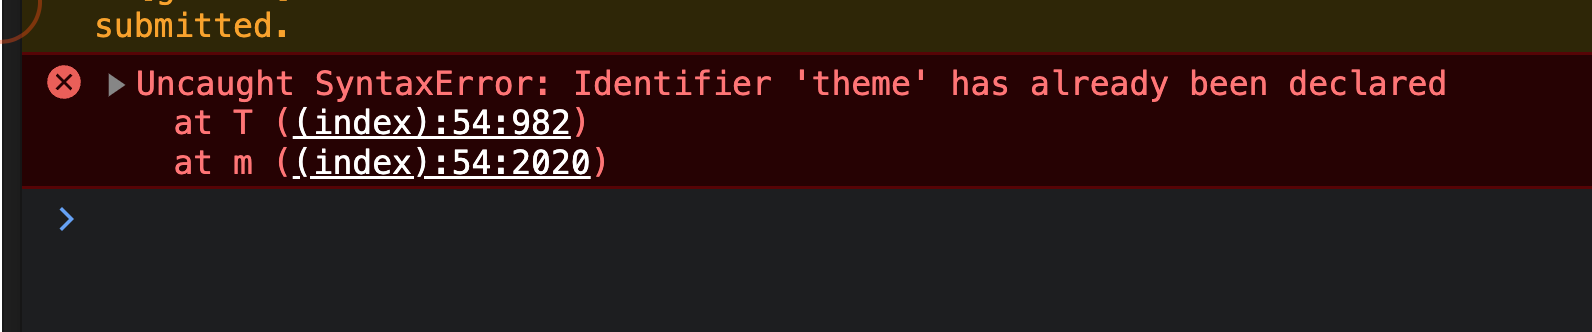 submitted.
Uncaught SyntaxError: Identifier 'theme' has already been declared
at T ((index):54:982)
at m ((index):54:2020)